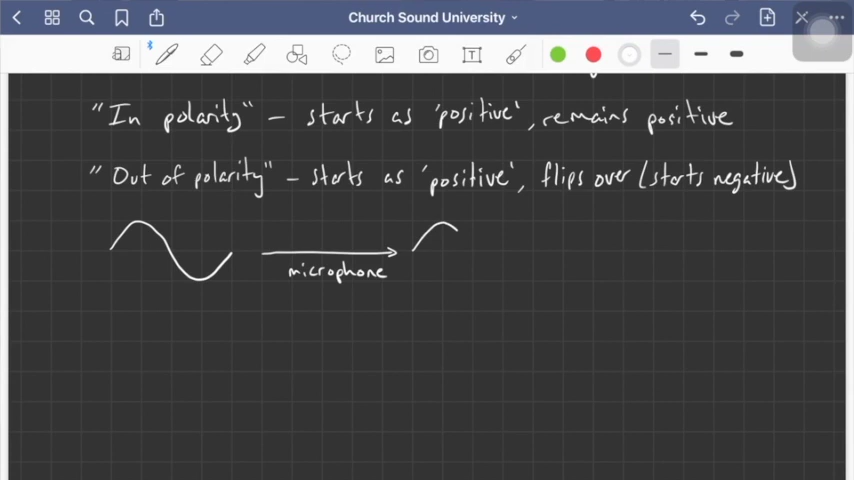 Church Sound University
"In polarity" - starts as 'positive', remains positive
"Out of polarity" - starts as 'positive', flips over (starts negative)
microphone